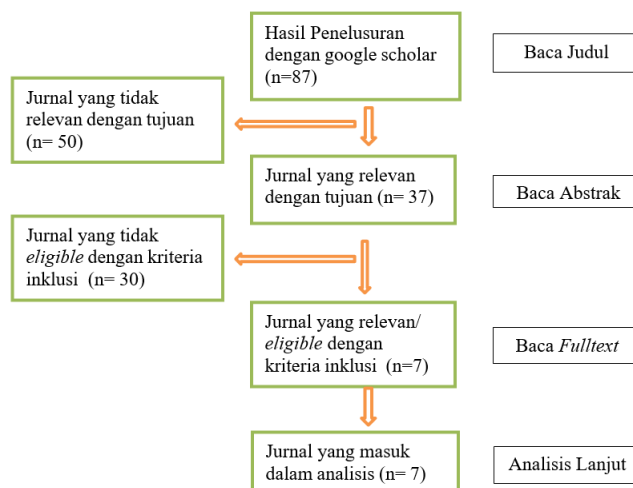 Hasil Penelusuran
dengan google scholar
(n=87)
Baca Judul
Jurnal yang tidak
relevan dengan tujuan
(n= 50)
Jurnal yang relevan
dengan tujuan (n= 37)
Baca Abstrak
Jurnal yang tidak
eligible dengan kriteria
inklusi  (n= 30)
Jurnal yang relevan/
eligible dengan
kriteria inklusi  (n=7)
Baca Fulltext
Jurnal yang masuk
dalam analisis (n= 7)
Analisis Lanjut